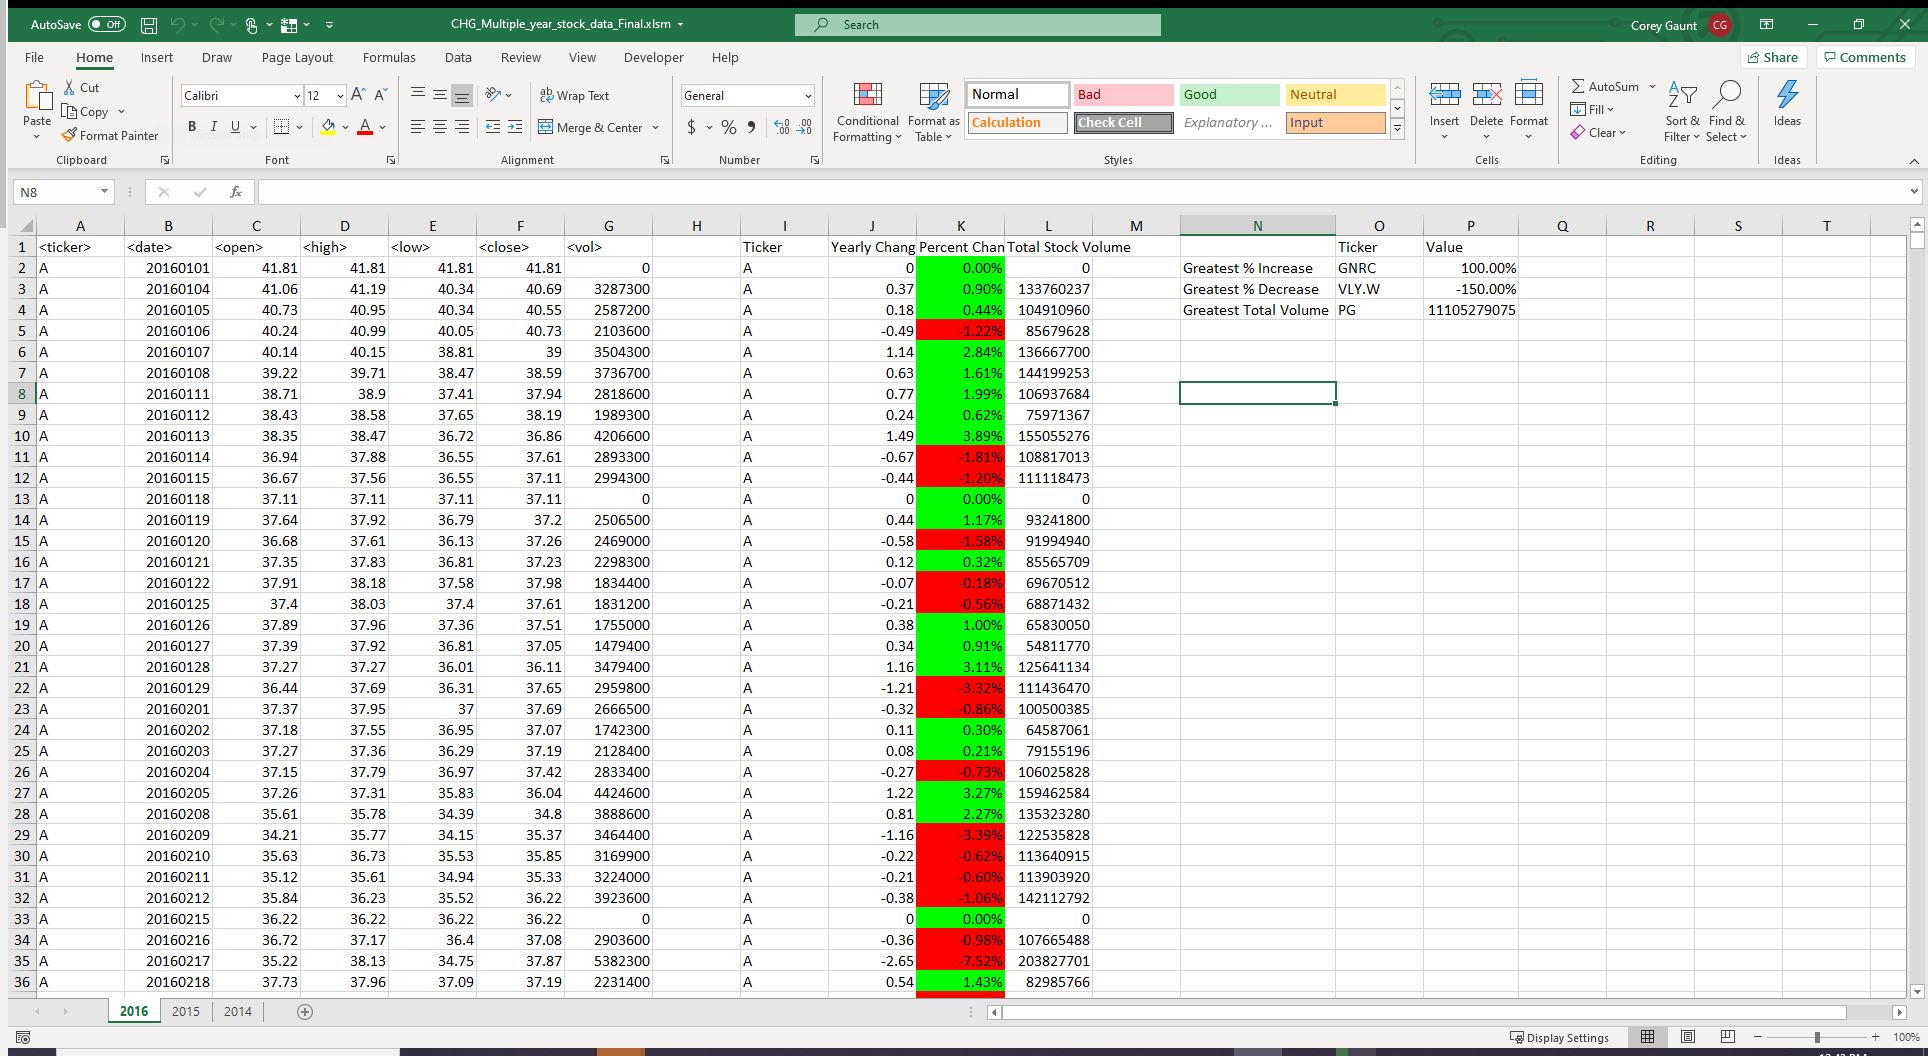 AutoSave Off CHG_Multiple_year_stock_data_Final.xlsm Search Corey Gaunt CG
File Home Insert Draw Page Layout Formulas Data Review View Developer Help Share Comments
Paste Cut Copy Format Painter Clipboard
Calibri 12 B I U A A A Font
Wrap Text Merge & Center Alignment
General $ % 9 Number
Conditional Formatting Format as Table Normal Bad Good Neutral
Calculation Check Cell Explanatory ... Input Styles
Insert Delete Format Cells
AutoSum Fill Clear Sort & Filter Find & Select Editing
Ideas Ideas
N8 fx
A B C D E F G H I J K L M N O P Q R S T
1 <ticker> <date> <open> <high> <low> <close> <vol> Ticker Yearly Chang Percent Chan Total Stock Volume Ticker Value
2 A 20160101 41.81 41.81 41.81 41.81 0 A 0 0.00% 0 Greatest % Increase GNRC 100.00%
3 A 20160104 41.06 41.19 40.34 40.69 3287300 A 0.37 0.90% 133760237 Greatest % Decrease VLY.W -150.00%
4 A 20160105 40.73 40.95 40.34 40.55 2587200 A 0.18 0.44% 104910960 Greatest Total Volume PG 11105279075
5 A 20160106 40.24 40.99 40.05 40.73 2103600 A -0.49 -1.22% 85679628
6 A 20160107 40.14 40.15 38.81 39 3504300 A 1.14 2.84% 136667700
7 A 20160108 39.22 39.71 38.47 38.59 3736700 A 0.63 1.61% 144199253
8 A 20160111 38.71 38.9 37.41 37.94 2818600 A 0.77 1.99% 106937684
9 A 20160112 38.43 38.58 37.65 38.19 1989300 A 0.24 0.62% 75971367
10 A 20160113 38.35 38.47 36.72 36.86 4206600 A 1.49 3.89% 155055276
11 A 20160114 36.94 37.88 36.55 37.61 2893300 A -0.67 -1.81% 108817013
12 A 20160115 36.67 37.56 36.55 37.11 2994300 A -0.44 -1.20% 111118473
13 A 20160118 37.11 37.11 37.11 37.11 0 A 0 0.00% 0
14 A 20160119 37.64 37.92 36.79 37.2 2506500 A 0.44 1.17% 93241800
15 A 20160120 36.68 37.61 36.13 37.26 2469000 A -0.58 -1.58% 91994940
16 A 20160121 37.35 37.83 36.81 37.23 2298300 A 0.12 0.32% 85565709
17 A 20160122 37.91 38.18 37.58 37.98 1834400 A -0.07 -0.18% 69670512
18 A 20160125 37.4 38.03 37.4 37.61 1831200 A -0.21 -0.56% 68871432
19 A 20160126 37.89 37.96 37.36 37.51 1755000 A 0.38 1.00% 65830050
20 A 20160127 37.39 37.92 36.81 37.05 1479400 A 0.34 0.91% 54811770
21 A 20160128 37.27 37.27 36.01 36.11 3479400 A 1.16 3.11% 125641134
22 A 20160129 36.44 37.69 36.31 37.65 2959800 A -1.21 -3.32% 111436470
23 A 20160201 37.37 37.95 37 37.69 2666500 A -0.32 -0.86% 100500385
24 A 20160202 37.18 37.55 36.95 37.07 1742300 A 0.11 0.30% 64587061
25 A 20160203 37.27 37.36 36.29 37.19 2128400 A 0.08 0.21% 79155196
26 A 20160204 37.15 37.79 36.97 37.42 2833400 A -0.27 -0.73% 106025828
27 A 20160205 37.26 37.31 35.83 36.04 4424600 A 1.22 3.27% 159462584
28 A 20160208 35.61 35.78 34.39 34.8 3888600 A 0.81 2.27% 135323280
29 A 20160209 34.21 35.77 34.15 35.37 3464400 A -1.16 -3.39% 122535828
30 A 20160210 35.63 36.73 35.53 35.85 3169900 A -0.22 -0.62% 113640915
31 A 20160211 35.12 35.61 34.94 35.33 3224000 A -0.21 -0.60% 113903920
32 A 20160212 35.84 36.23 35.52 36.22 3923600 A -0.38 -1.06% 142112792
33 A 20160215 36.22 36.22 36.22 36.22 0 A 0 0.00% 0
34 A 20160216 36.72 37.17 36.4 37.08 2903600 A -0.36 -0.98% 107665488
35 A 20160217 35.22 38.13 34.75 37.87 5382300 A -2.65 -7.52% 203827701
36 A 20160218 37.73 37.96 37.09 37.19 2231400 A 0.54 1.43% 82985766
2016 2015 2014
Display Settings 100%